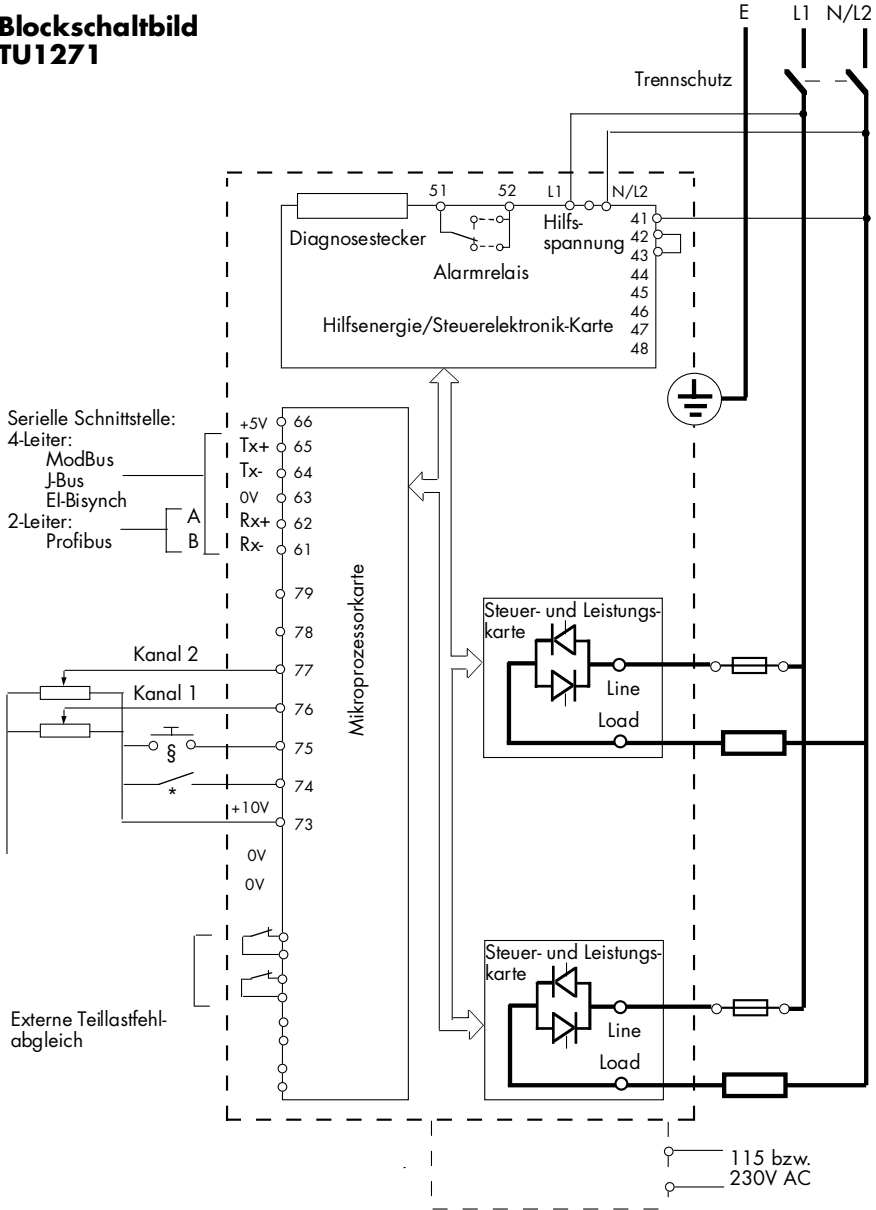 Blockschaltbild
TU1271
E L1 N/L2
Trennschutz
51 52 L1 N/L2
Diagnosestecker
Alarmrelais
Hilfs-
spannung
41
42
43
44
45
46
47
48
Hilfsenergie/Steuerelektronik-Karte
Serielle Schnittstelle:
4-Leiter:
ModBus
J-Bus
EI-Bisynch
2-Leiter:
Profibus
A
B
+5V 66
Tx+ 65
Tx- 64
0V 63
Rx+ 62
Rx- 61
79
78
Kanal 2 77
Kanal 1 76
§ 75
* 74
+10V 73
0V
0V
Mikroprozessorkarte
Externe Teillastfehl-
abgleich
Steuer- und Leistungs-
karte
Line
Load
Steuer- und Leistungs-
karte
Line
Load
115 bzw.
230V AC